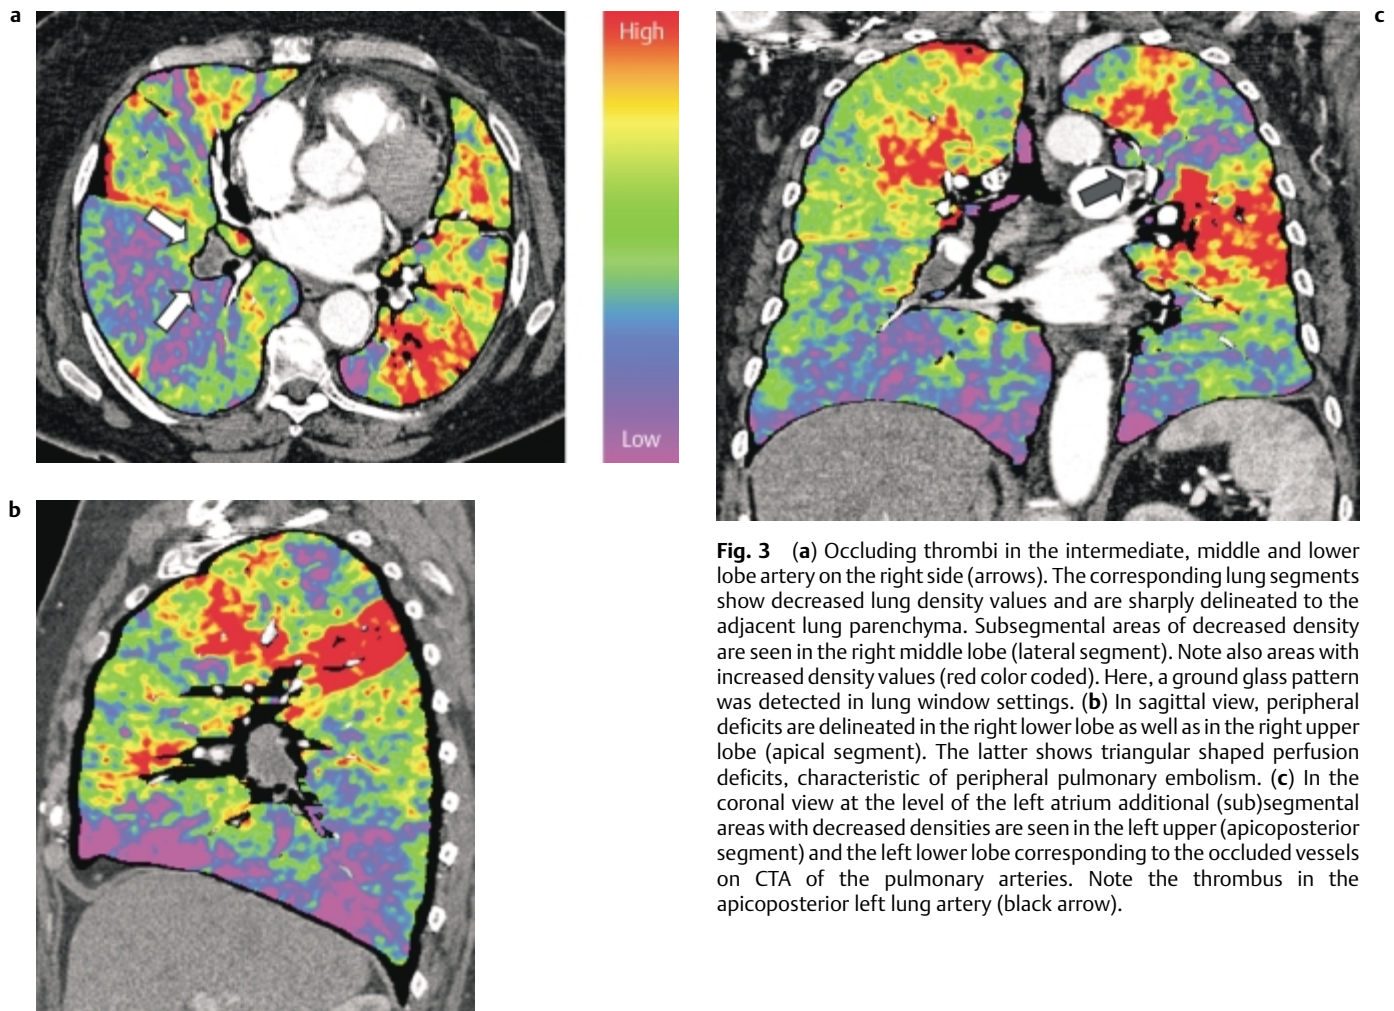 a
High
Low
c
b
Fig. 3 (a) Occluding thrombi in the intermediate, middle and lower
lobe artery on the right side (arrows). The corresponding lung segments
show decreased lung density values and are sharply delineated to the
adjacent lung parenchyma. Subsegmental areas of decreased density
are seen in the right middle lobe (lateral segment). Note also areas with
increased density values (red color coded). Here, a ground glass pattern
was detected in lung window settings. (b) In sagittal view, peripheral
deficits are delineated in the right lower lobe as well as in the right upper
lobe (apical segment). The latter shows triangular shaped perfusion
deficits, characteristic of peripheral pulmonary embolism. (c) In the
coronal view at the level of the left atrium additional (sub)segmental
areas with decreased densities are seen in the left upper (apicoposterior
segment) and the left lower lobe corresponding to the occluded vessels
on CTA of the pulmonary arteries. Note the thrombus in the
apicoposterior left lung artery (black arrow).